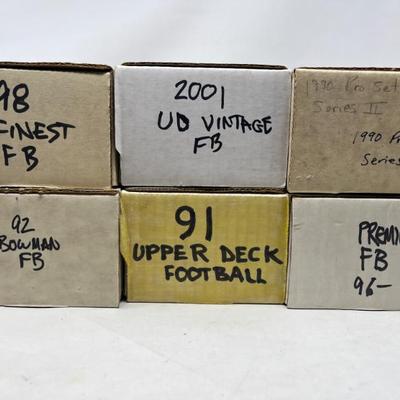 98
FINEST
FB
2001
UD VINTAGE
FB
1990 Pro Set
Series II
1990 Pr
Series
92
BOWMAN
FB
91
UPPER DECK
FOOTBALL
PREMI
FB
96-